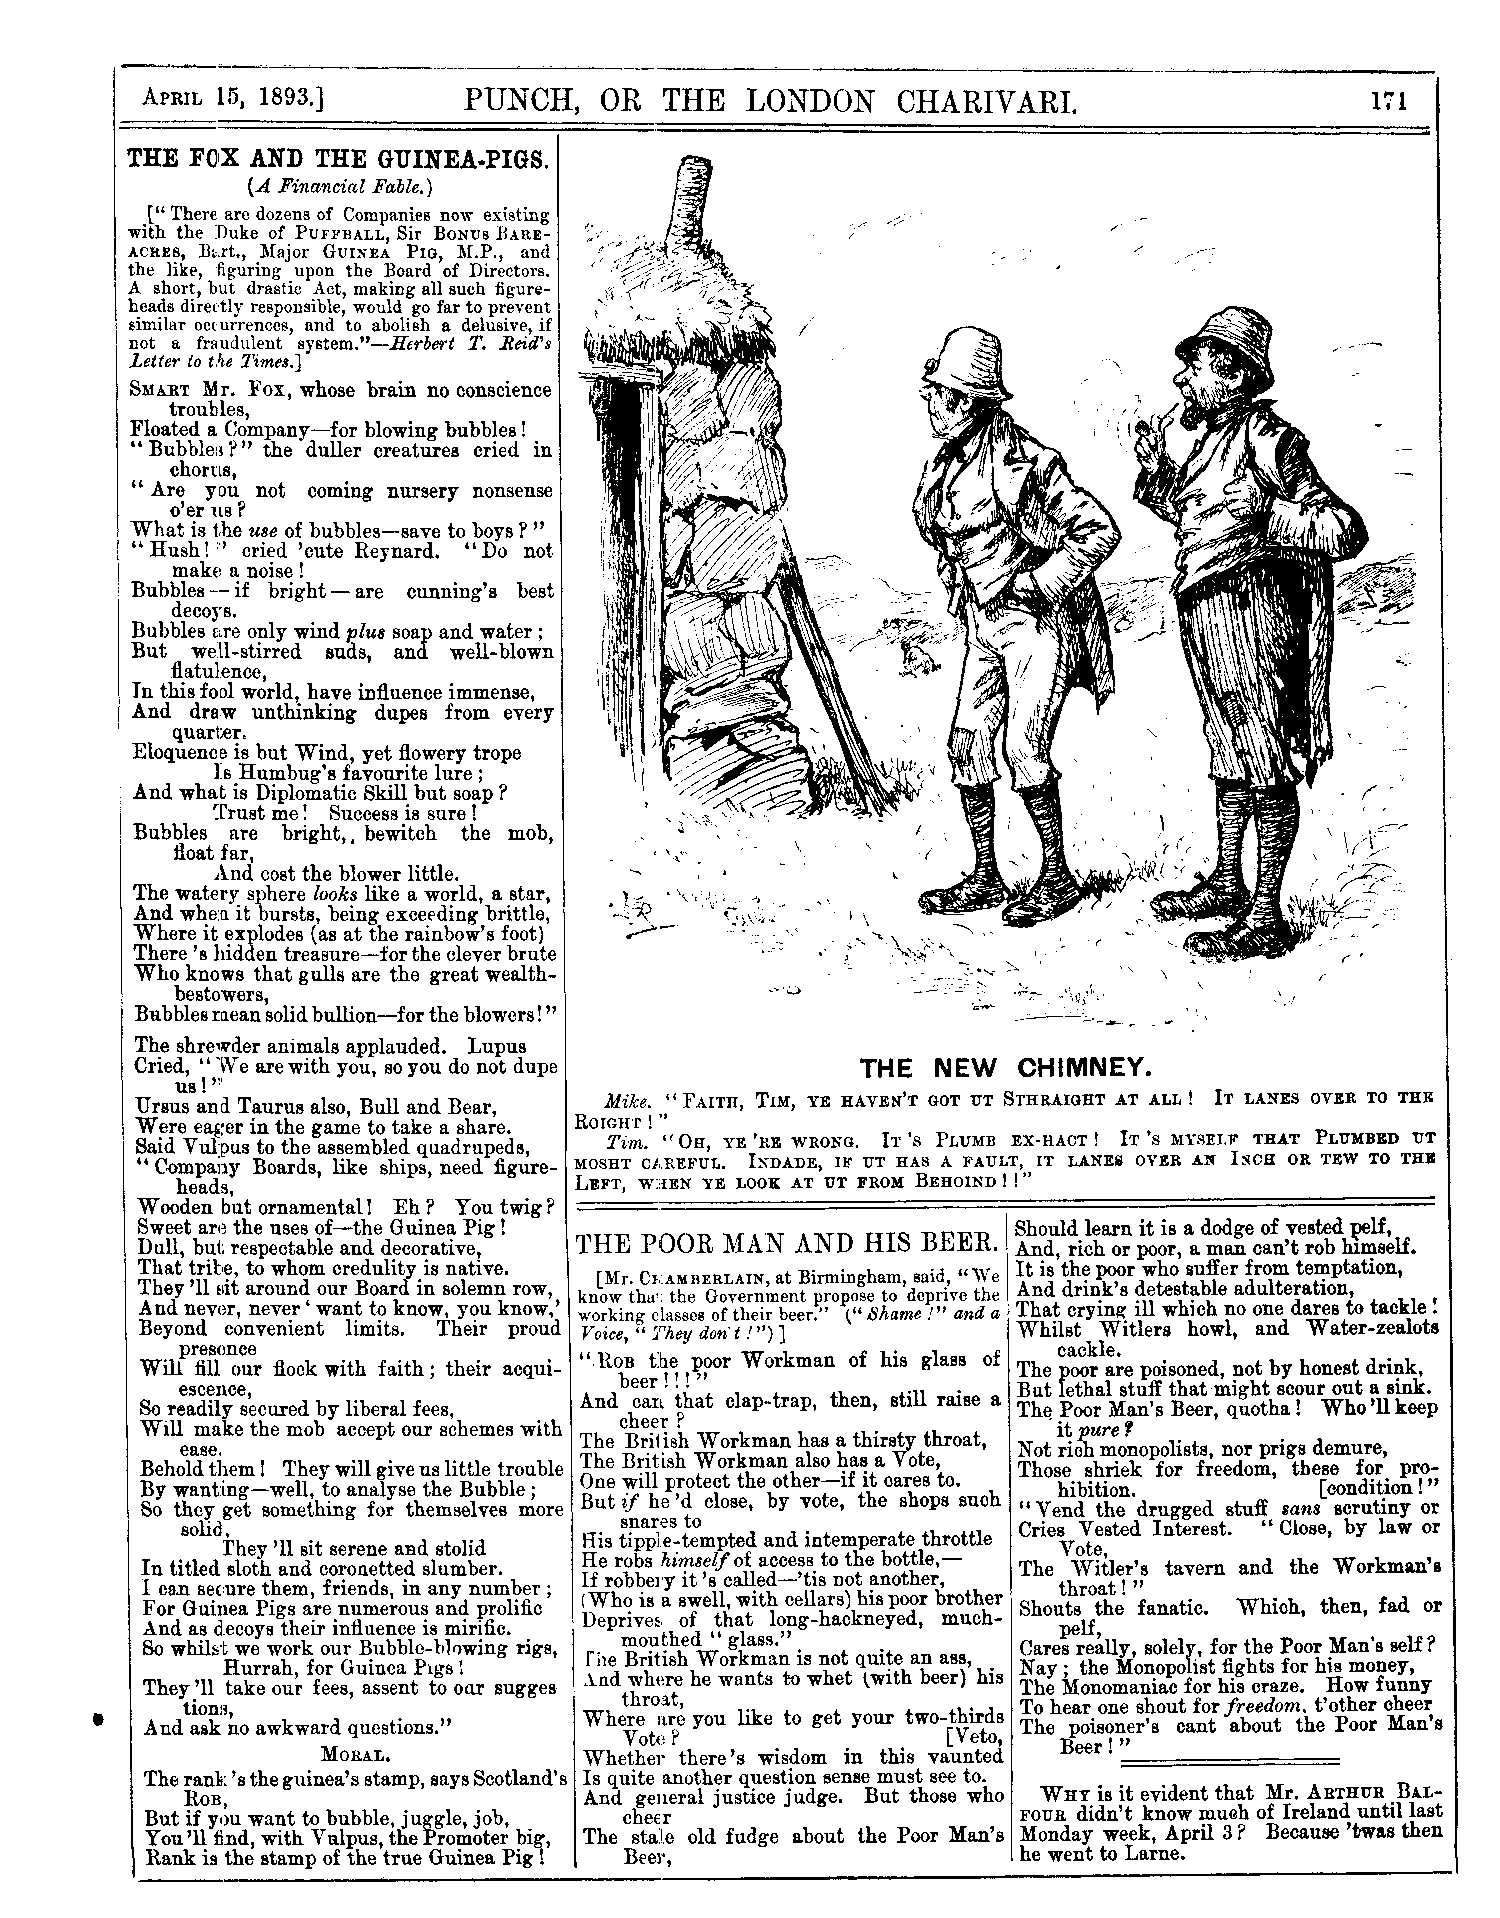 APRIL 15, 1893.]
PUNCH, OR THE LONDON CHARIVARI.
171
THE FOX AND THE GUINEA-PIGS.
(A Financial Fable.)
["There are dozens of Companies now existing
with the Duke of PUFFBALL, Sir BONUS BARE-
ACRES, Bart., Major GUINEA PIG, M.P., and
the like, figuring upon the Board of Directors.
A short, but drastic Act, making all such figure-
heads directly responsible, would go far to prevent
similar occurrences, and to abolish a delusive, if
not a fraudulent system."—Herbert T. Reid's
Letter to the Times.]
SMART Mr. FOX, whose brain no conscience
troubles,
Floated a Company—for blowing bubbles!
"Bubbles?" the duller creatures cried in
chorus,
"Are you not coming nursery nonsense
o'er us?
What is the use of bubbles—save to boys?"
"Hush!" cried 'cute Reynard. "Do not
make a noise!
Bubbles—if bright—are cunning's best
decoys.
Bubbles are only wind plus soap and water;
But well-stirred suds, and well-blown
flatulence,
In this fool world, have influence immense,
And draw unthinking dupes from every
quarter.
Eloquence is but Wind, yet flowery trope
Is Humbug's favourite lure;
And what is Diplomatic Skill but soap?
Trust me! Success is sure!
Bubbles are bright, bewitch the mob,
float far,
And cost the blower little.
The watery sphere looks like a world, a star,
And when it bursts, being exceeding brittle,
Where it explodes (as at the rainbow's foot)
There's hidden treasure—for the clever brute
Who knows that gulls are the great wealth-
bestowers,
Bubbles mean solid bullion—for the blowers!"
The shrewder animals applauded. Lupus
Cried, "We are with you, so you do not dupe
us!"
Ursus and Taurus also, Bull and Bear,
Were eager in the game to take a share.
Said Vulpus to the assembled quadrupeds,
"Company Boards, like ships, need figure-
heads,
Wooden but ornamental! Eh? You twig?
Sweet are the uses of—the Guinea Pig!
Dull, but respectable and decorative,
That tribe, to whom credulity is native.
They'll sit around our Board in solemn row,
And never, never 'want to know, you know,'
Beyond convenient limits. Their proud
presence
Will fill our flock with faith; their acqui-
escence,
So readily secured by liberal fees,
Will make the mob accept our schemes with
ease.
Behold them! They will give us little trouble
By wanting—well, to analyse the Bubble;
So they get something for themselves more
solid,
They'll sit serene and stolid
In titled sloth and coronetted slumber.
I can secure them, friends, in any number;
For Guinea Pigs are numerous and prolific
And as decoys their influence is mirific.
So whilst we work our Bubble-blowing rigs,
Hurrah, for Guinea Pigs!
They'll take our fees, assent to our sugges
tions,
And ask no awkward questions."
MORAL.
The rank's the guinea's stamp, says Scotland's
ROB,
But if you want to bubble, juggle, job,
You'll find, with Vulpus, the Promoter big,
Rank is the stamp of the true Guinea Pig!
THE NEW CHIMNEY.
Mike. "FAITH, TIM, YE HAVEN'T GOT UT STHRAIGHT AT ALL! IT LANES OVER TO THE
ROIGHT!"
Tim. "OH, YE'RE WRONG. IT'S PLUMB EX-HACT! IT'S MYSELF THAT PLUMBED UT
MOSHT CAREFUL. INDADE, IF UT HAS A FAULT, IT LANES OVER AN INCH OR TEW TO THE
LEFT, WHEN YE LOOK AT UT FROM BEHOIND!!"
THE POOR MAN AND HIS BEER.
[Mr. CHAMBERLAIN, at Birmingham, said, "We
know that the Government propose to deprive the
working classes of their beer." ("Shame!" and a
Voice, "They don't!")]
"ROB the poor Workman of his glass of
beer!!!"
And can that clap-trap, then, still raise a
cheer?
The British Workman has a thirsty throat,
The British Workman also has a Vote,
One will protect the other—if it cares to.
But if he'd close, by vote, the shops such
snares to
His tipple-tempted and intemperate throttle
He robs himself of access to the bottle,—
If robbery it's called—'tis not another,
(Who is a swell, with cellars) his poor brother
Deprives of that long-hackneyed, much-
mouthed "glass."
The British Workman is not quite an ass,
And where he wants to whet (with beer) his
throat,
Where are you like to get your two-thirds
Vote? [Veto,
Whether there's wisdom in this vaunted
Is quite another question sense must see to.
And general justice judge. But those who
cheer
The stale old fudge about the Poor Man's
Beer,
Should learn it is a dodge of vested pelf,
And, rich or poor, a man can't rob himself.
It is the poor who suffer from temptation,
And drink's detestable adulteration,
That crying ill which no one dares to tackle!
Whilst Witlers howl, and Water-zealots
cackle.
The poor are poisoned, not by honest drink,
But lethal stuff that might scour out a sink.
The Poor Man's Beer, quotha! Who'll keep
it pure?
Not rich monopolists, nor prigs demure,
Those shriek for freedom, these for pro-
hibition. [condition!"
"Vend the drugged stuff sans scrutiny or
Cries Vested Interest. "Close, by law or
Vote,
The Witler's tavern and the Workman's
throat!"
Shouts the fanatic. Which, then, fad or
pelf,
Cares really, solely, for the Poor Man's self?
Nay; the Monopolist fights for his money,
The Monomaniac for his craze. How funny
To hear one shout for freedom, t'other cheer
The poisoner's cant about the Poor Man's
Beer!"
WHY is it evident that Mr. ARTHUR BAL-
FOUR didn't know much of Ireland until last
Monday week, April 3? Because 'twas then
he went to Larne.